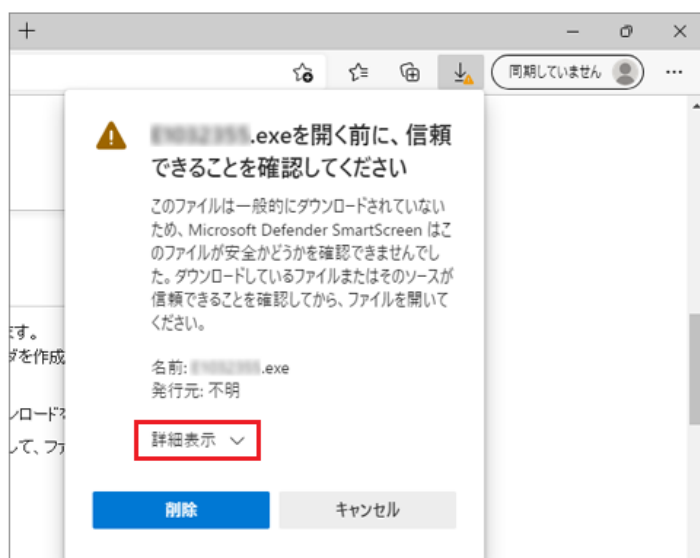 同期していません
.exeを開く前に、信頼
できることを確認してください
このファイルは一般的にダウンロードされていない
ため、Microsoft Defender SmartScreen はこ
のファイルが安全かどうかを確認できませんでし
た。ダウンロードしているファイルまたはそのソースが
信頼できることを確認してから、ファイルを開いて
ください。
す。
ダを作成
名前: .exe
発行元: 不明
ンロードを
して、ファ
詳細表示
削除
キャンセル